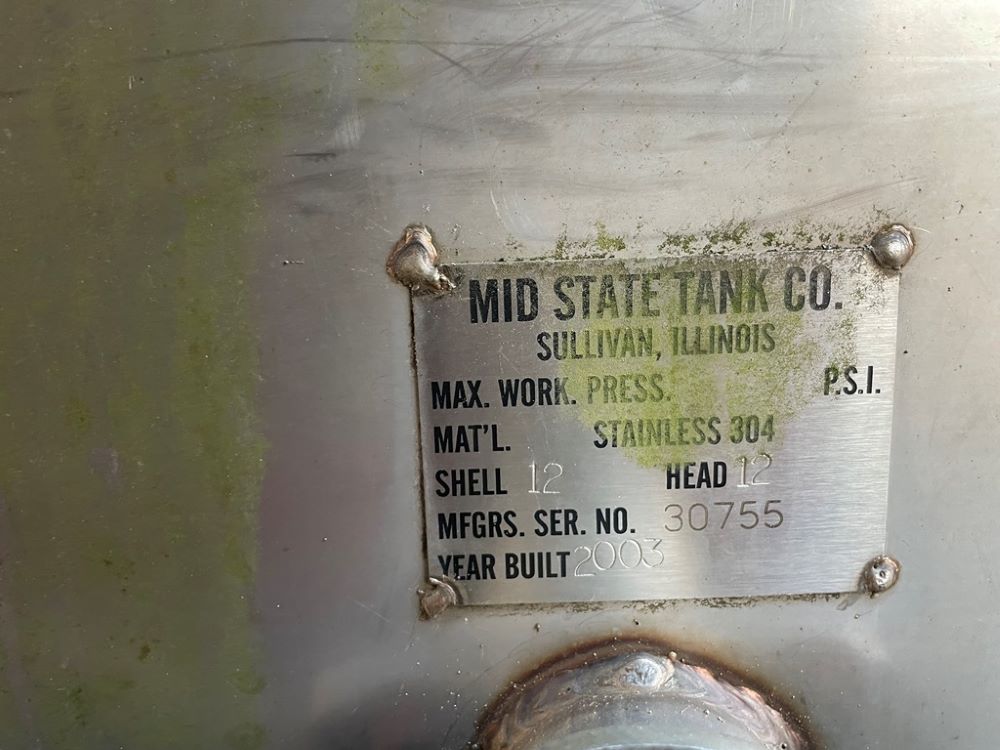 MID STATE TANK CO.
SULLIVAN, ILLINOIS
MAX. WORK. PRESS. P.S.I.
MAT'L. STAINLESS 304
SHELL 12 HEAD 12
MFGRS. SER. NO. 30755
YEAR BUILT 2003